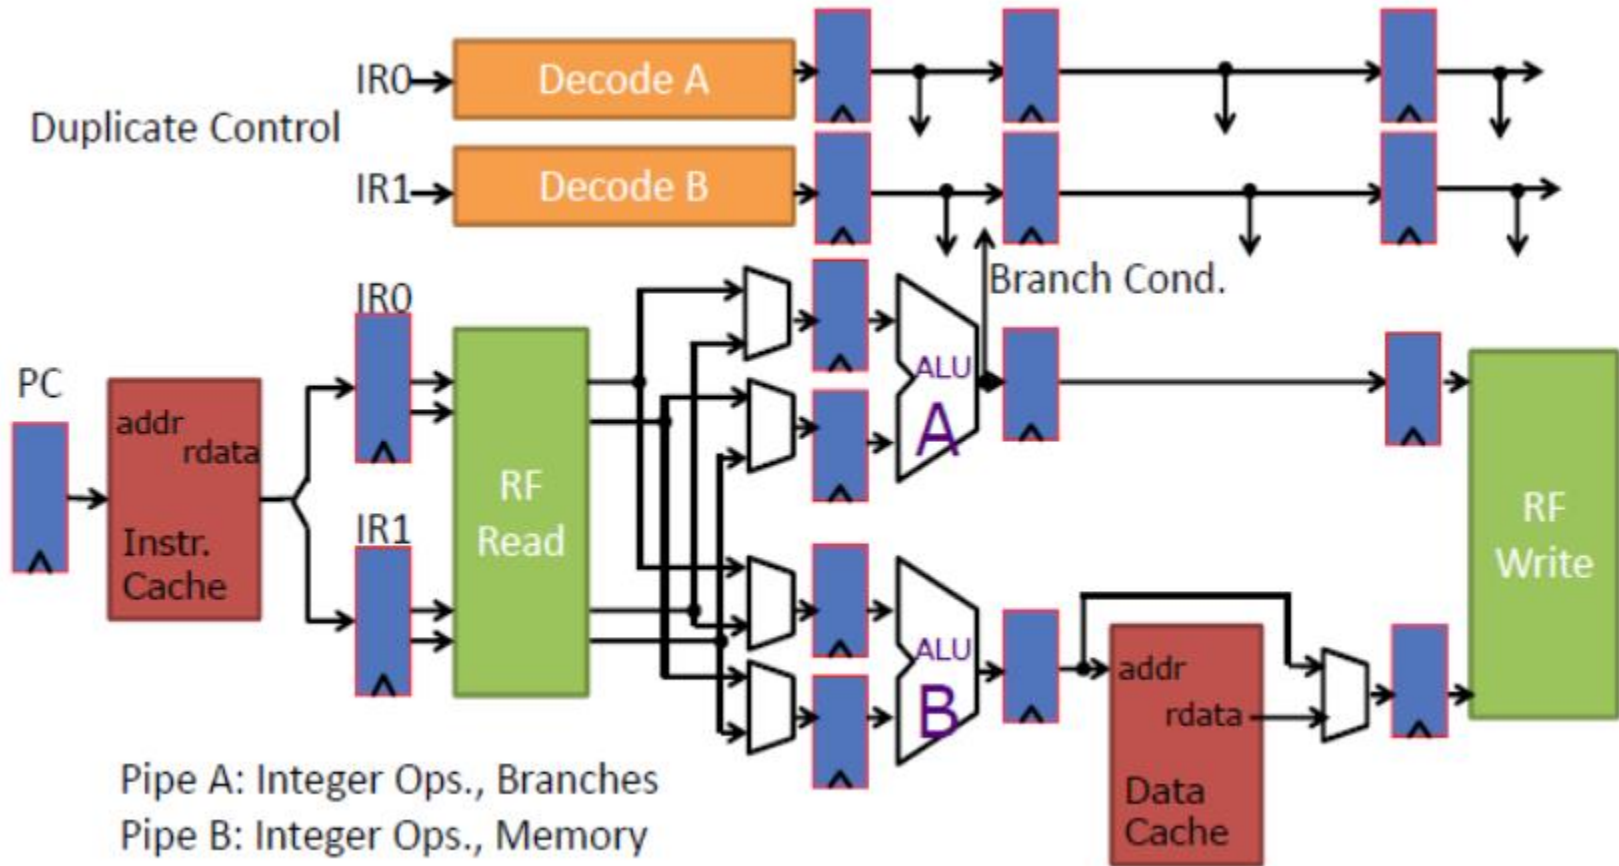 IR0
Decode A
Duplicate Control
IR1
Decode B
Branch Cond.
IR0
PC
addr
rdata
Instr.
Cache
IR1
RF
Read
ALU
A
ALU
B
addr
rdata
Data
Cache
RF
Write
Pipe A: Integer Ops., Branches
Pipe B: Integer Ops., Memory